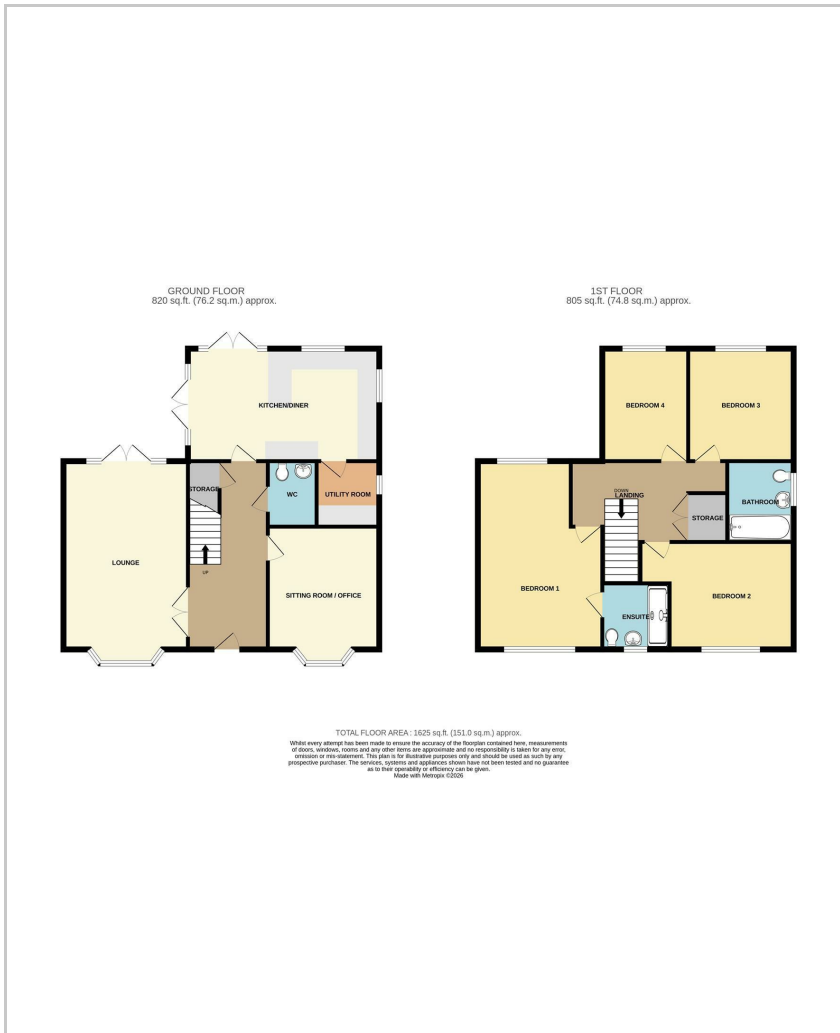 GROUND FLOOR
820 sq.ft. (76.2 sq.m.) approx.
KITCHEN/DINER
STORAGE
WC
UTILITY ROOM
LOUNGE
UP
SITTING ROOM / OFFICE
1ST FLOOR
805 sq.ft. (74.8 sq.m.) approx.
BEDROOM 4
BEDROOM 3
DOWN
LANDING
BATHROOM
STORAGE
BEDROOM 1
BEDROOM 2
ENSUITE
TOTAL FLOOR AREA : 1625 sq.ft. (151.0 sq.m.) approx.
Whilst every attempt has been made to ensure the accuracy of the floorplan contained here, measurements
of doors, windows, rooms and any other items are approximate and no responsibility is taken for any error,
omission or mis-statement. This plan is for illustrative purposes only and should be used as such by any
prospective purchaser. The services, systems and appliances shown have not been tested and no guarantee
as to their operability or efficiency can be given.
Made with Metropix ©2026